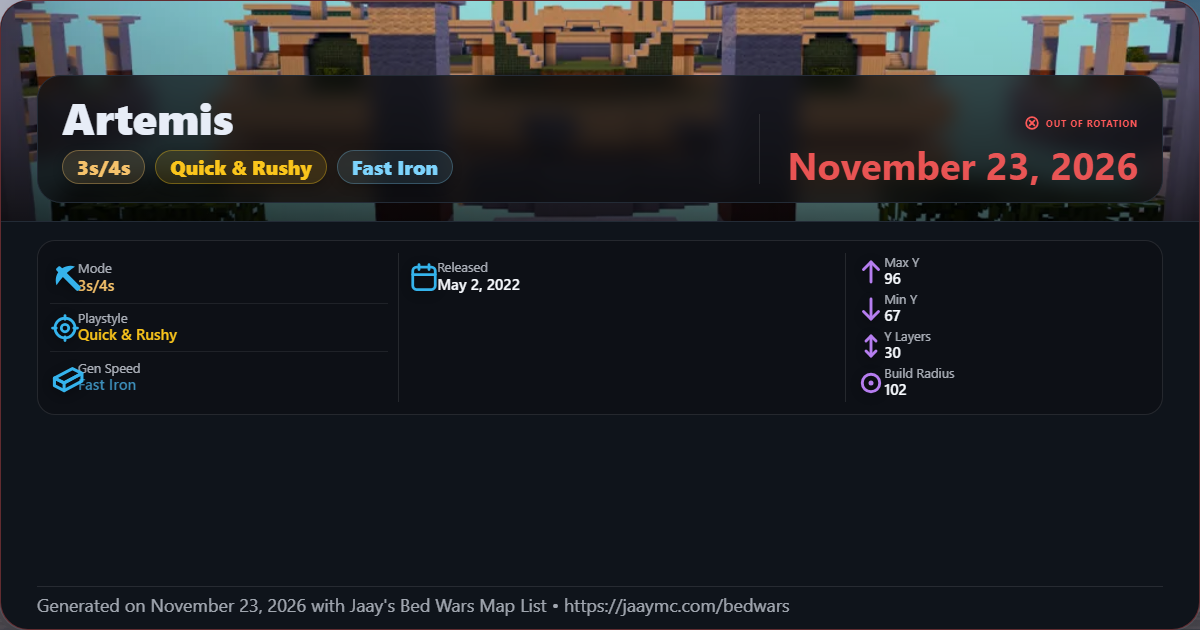 Artemis
3s/4s
Quick & Rushy
Fast Iron
OUT OF ROTATION
November 23, 2026
Mode
3s/4s
Playstyle
Quick & Rushy
Gen Speed
Fast Iron
Released
May 2, 2022
Max Y
96
Min Y
67
Y Layers
30
Build Radius
102
Generated on November 23, 2026 with Jaay's Bed Wars Map List • https://jaaymc.com/bedwars